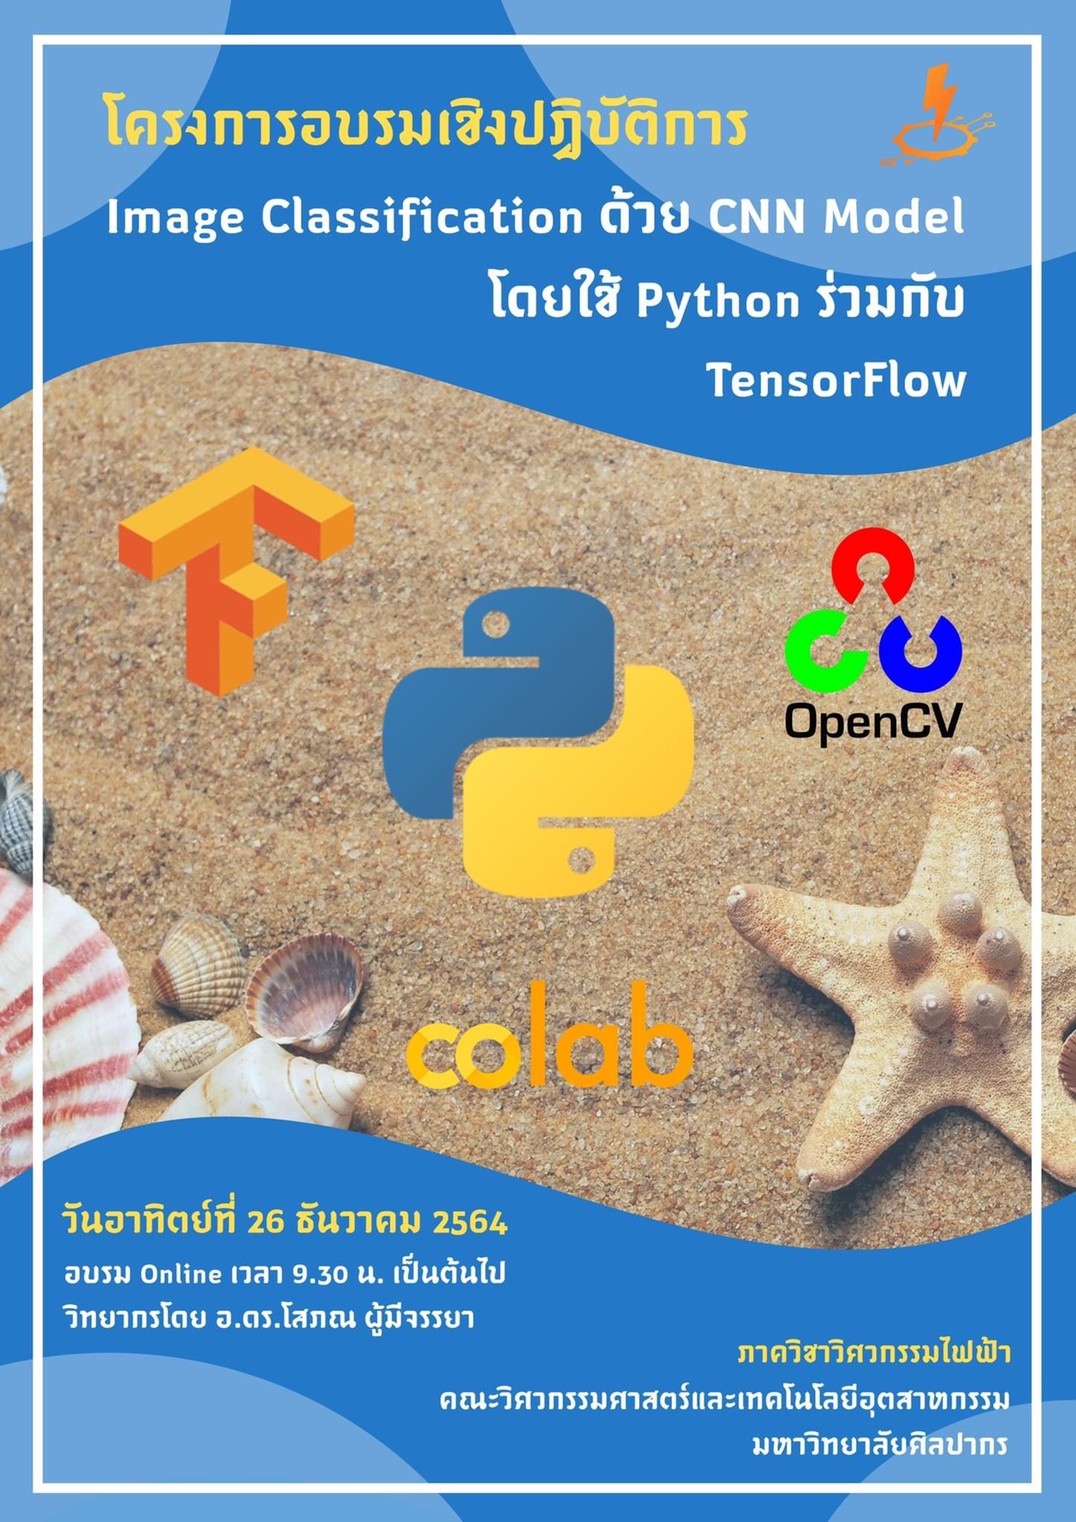 โครงการอบรมเชิงปฏิบัติการ
Image Classification ด้วย CNN Model
โดยใช้ Python ร่วมกับ
TensorFlow
OpenCV
colab
วันอาทิตย์ที่ 26 ธันวาคม 2564
อบรม Online เวลา 9.30 น. เป็นต้นไป
วิทยากรโดย อ.ดร.โสภณ ผู้มีจรรยา
ภาควิชาวิศวกรรมไฟฟ้า
คณะวิศวกรรมศาสตร์และเทคโนโลยีอุตสาหกรรม
มหาวิทยาลัยศิลปากร